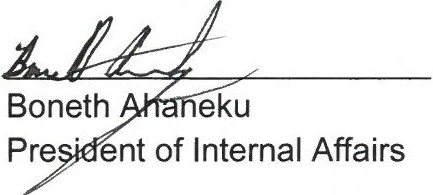 Boneth Ahaneku
President of Internal Affairs